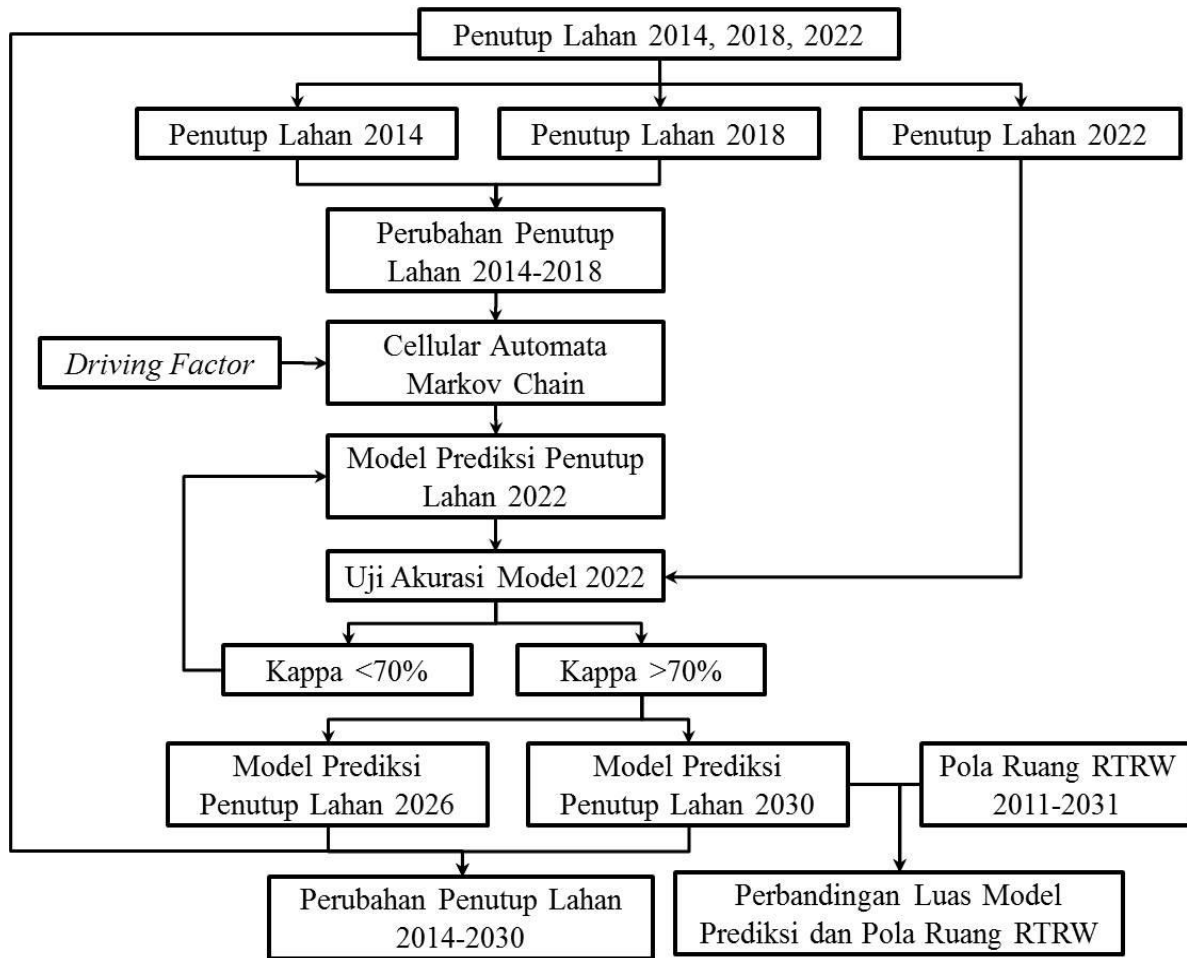 Penutup Lahan 2014, 2018, 2022
Penutup Lahan 2014
Penutup Lahan 2018
Penutup Lahan 2022
Perubahan Penutup
Lahan 2014-2018
Driving Factor
Cellular Automata
Markov Chain
Model Prediksi Penutup
Lahan 2022
Uji Akurasi Model 2022
Kappa <70%
Kappa >70%
Model Prediksi
Penutup Lahan 2026
Model Prediksi
Penutup Lahan 2030
Pola Ruang RTRW
2011-2031
Perubahan Penutup Lahan
2014-2030
Perbandingan Luas Model
Prediksi dan Pola Ruang RTRW